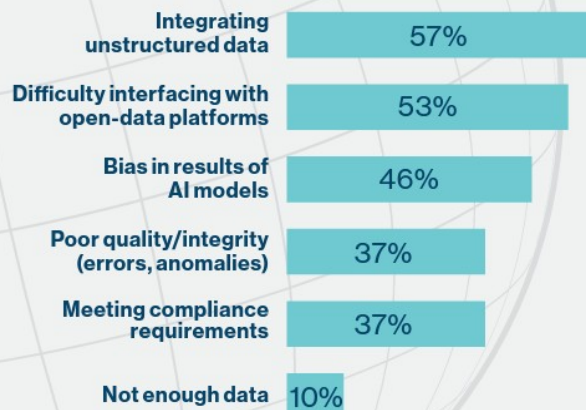 Integrating
unstructured data
57%
Difficulty interfacing with
open-data platforms
53%
Bias in results of
AI models
46%
Poor quality/integrity
(errors, anomalies)
37%
Meeting compliance
requirements
37%
Not enough data
10%